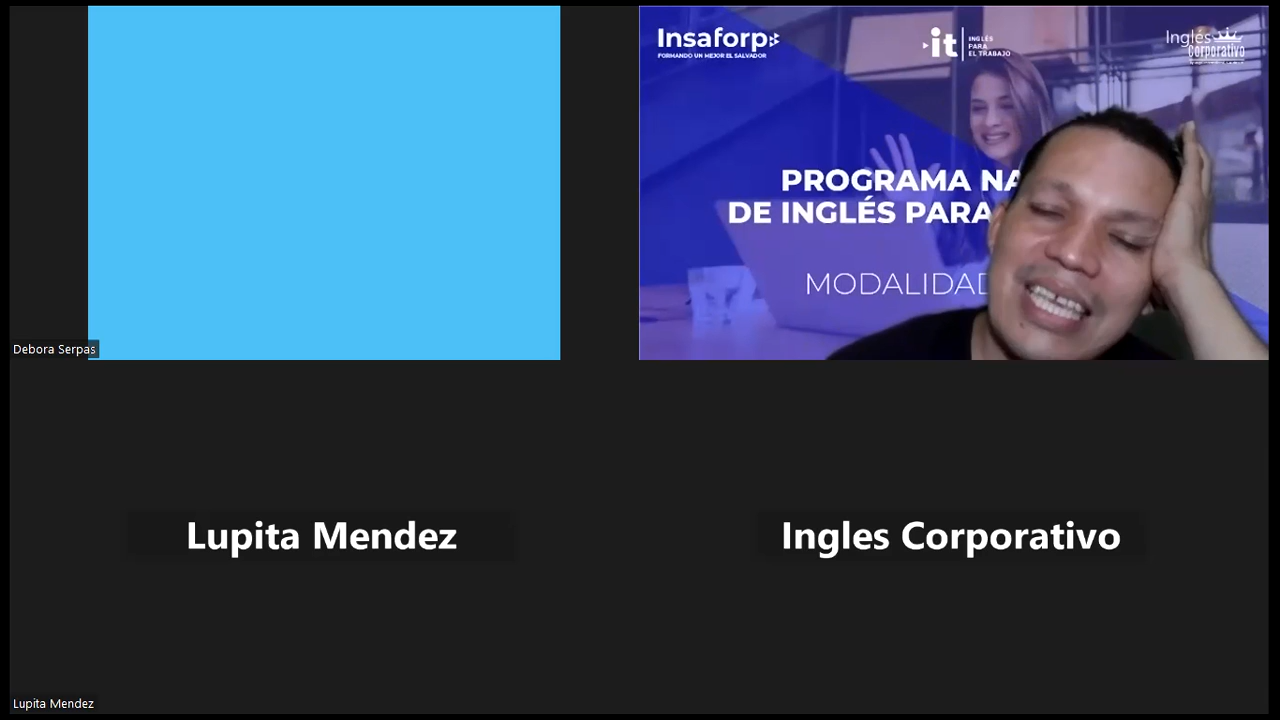 Insaforp
FORMANDO UN MEJOR EL SALVADOR
it
INGLÉS
PARA
EL TRABAJO
Inglés
Corporativo
PROGRAMA NA
DE INGLÉS PARA
MODALIDAD
Debora Serpas
Lupita Mendez
Ingles Corporativo
Lupita Mendez